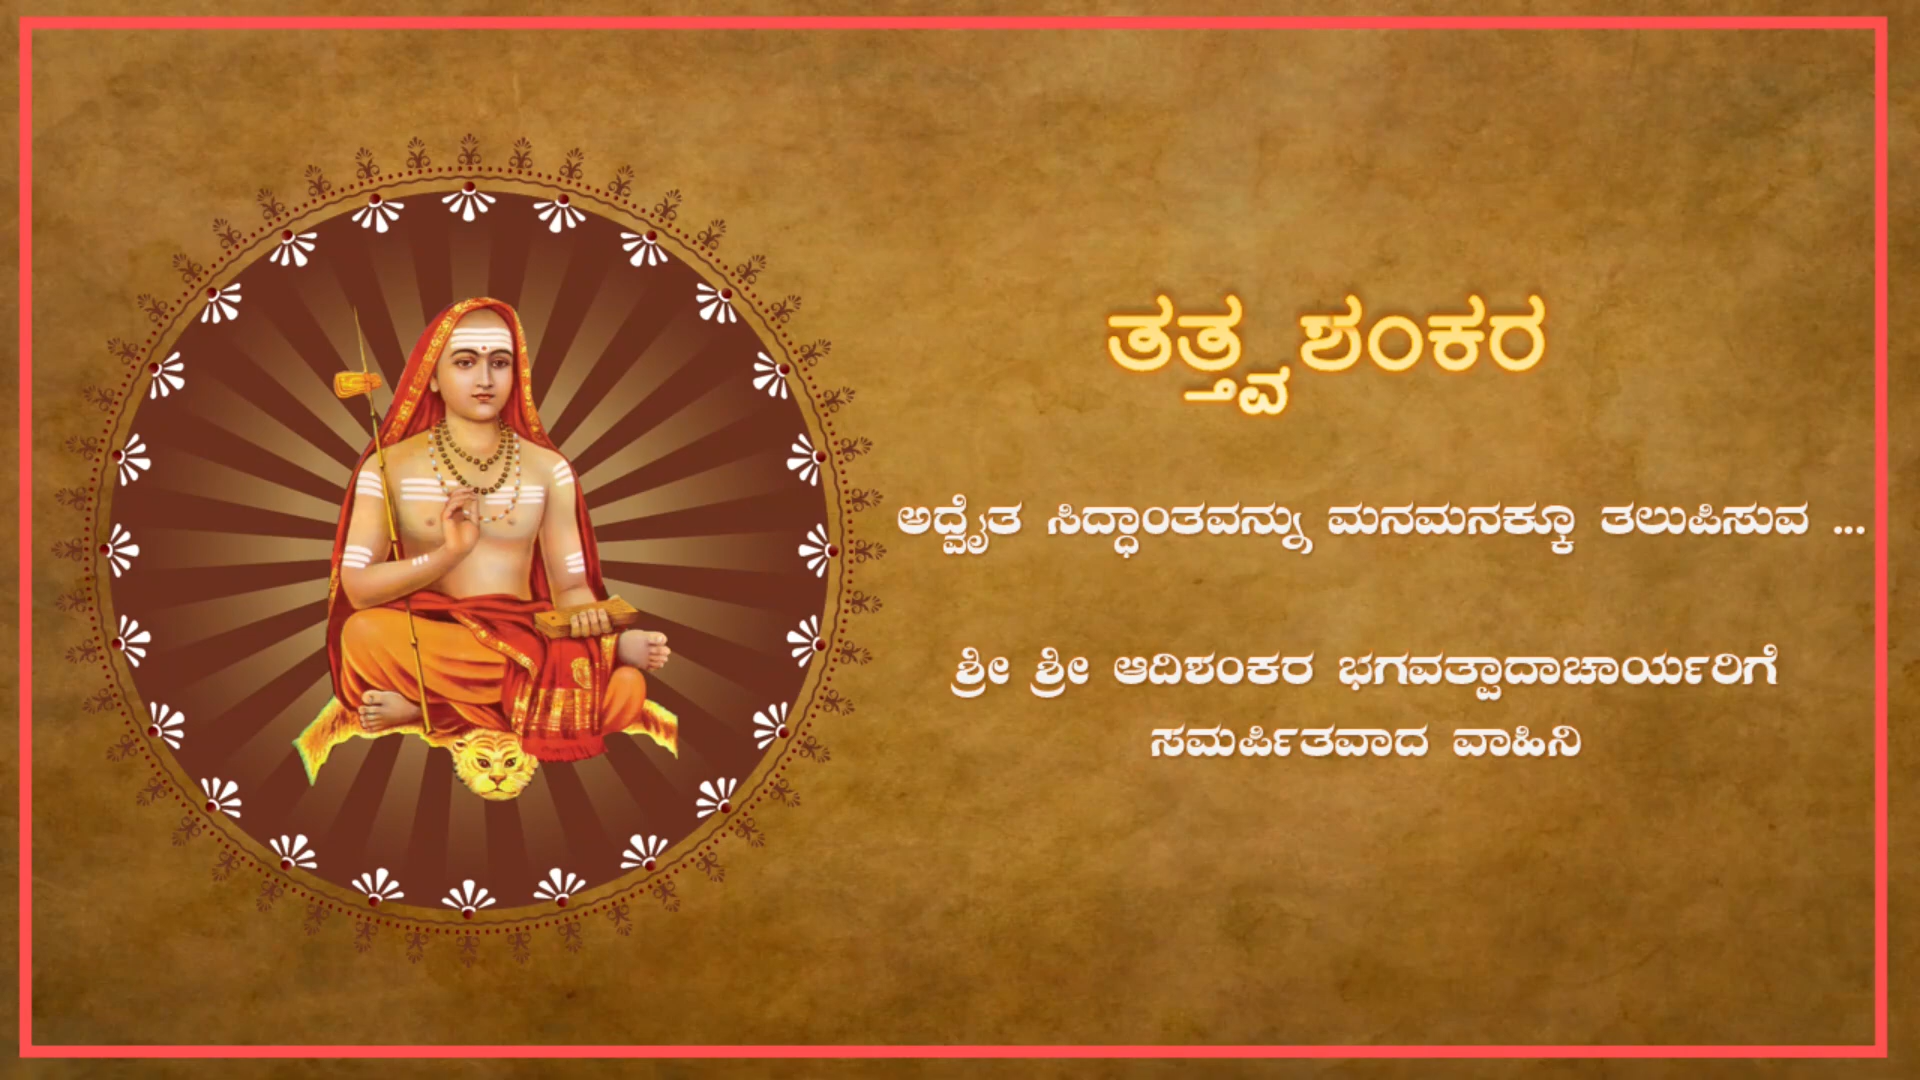 ತತ್ತ್ವಶಂಕರ
ಅದ್ವೈತ ಸಿದ್ಧಾಂತವನ್ನು ಮನಮನಕ್ಕೂ ತಲುಪಿಸುವ ...
ಶ್ರೀ ಶ್ರೀ ಆದಿಶಂಕರ ಭಗವತ್ಪಾದಾಚಾರ್ಯರಿಗೆ
ಸಮರ್ಪಿತವಾದ ವಾಹಿನಿ